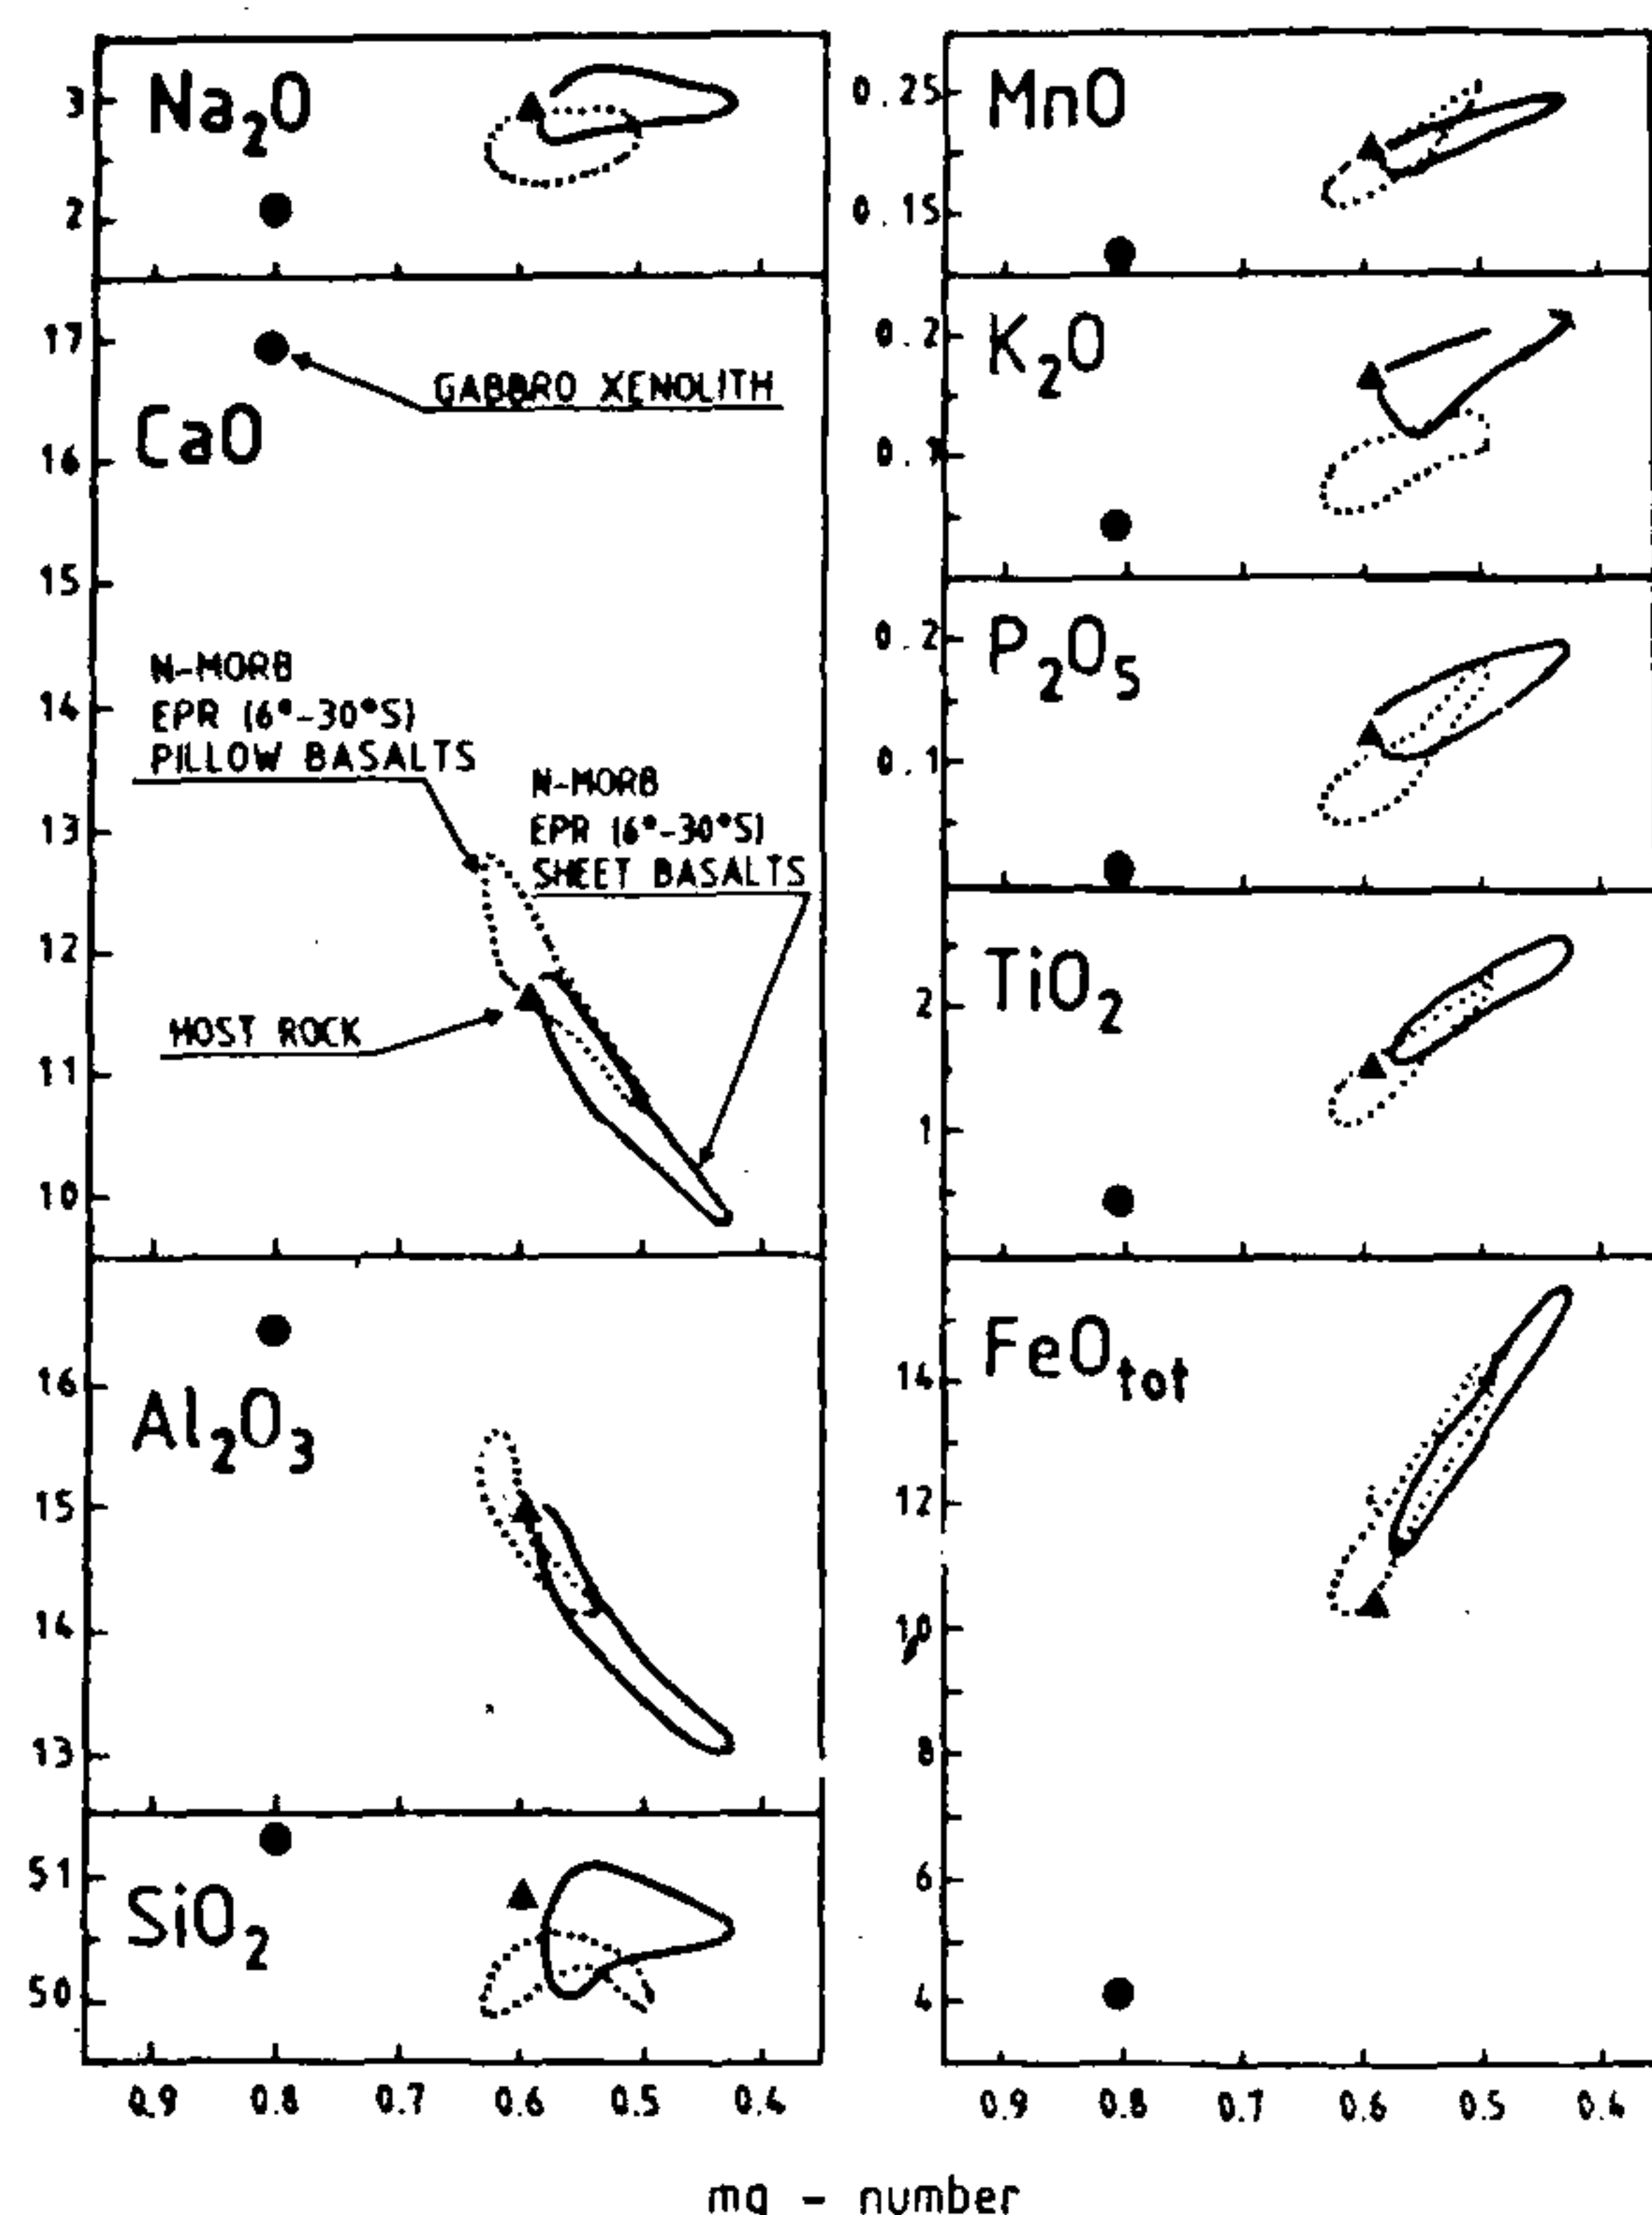 Na₂O
3
2
CaO
17
16
15
14
13
12
11
10
GABBRO XENOLITH
N-MORB
EPR (6°-30°S)
PILLOW BASALTS
N-MORB
EPR (6°-30°S)
SHEET BASALTS
HOST ROCK
Al₂O₃
16
15
14
13
SiO₂
51
50
0.9 0.8 0.7 0.6 0.5 0.4
MnO
0.25
0.15
K₂O
0.2
0.1
P₂O₅
0.2
0.1
TiO₂
2
1
FeOtot
14
12
10
8
6
4
0.9 0.8 0.7 0.6 0.5 0.4
mg - number